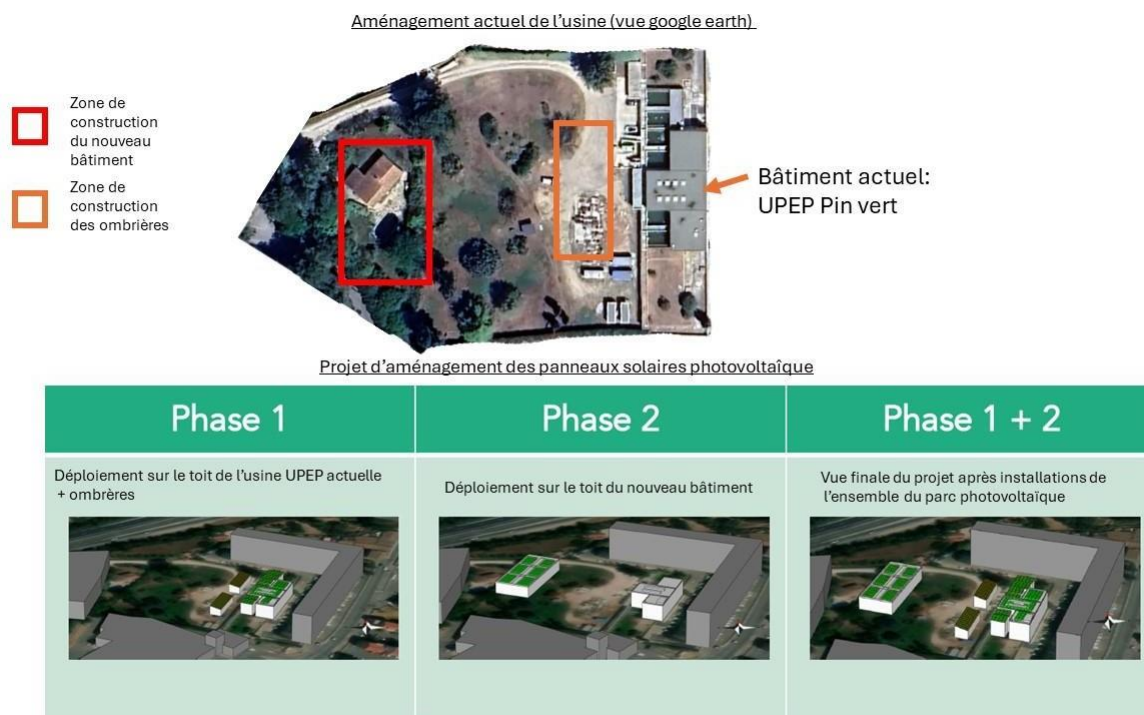 Aménagement actuel de l'usine (vue google earth)
Zone de
construction
du nouveau
bâtiment
Zone de
construction
des ombrières
Bâtiment actuel:
UPEP Pin vert
Projet d'aménagement des panneaux solaires photovoltaîque
Phase 1
Phase 2
Phase 1 + 2
Déploiement sur le toit de l'usine UPEP actuelle
+ ombrères
Déploiement sur le toit du nouveau bâtiment
Vue finale du projet après installations de
l'ensemble du parc photovoltaïque